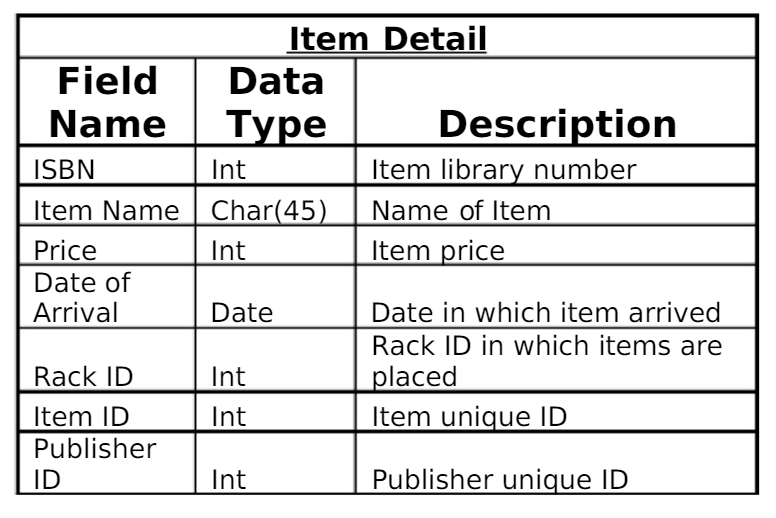 Item Detail
Field Name Data Type Description
ISBN Int Item library number
Item Name Char(45) Name of Item
Price Int Item price
Date of Arrival Date Date in which item arrived
Rack ID Int Rack ID in which items are placed
Item ID Int Item unique ID
Publisher ID Int Publisher unique ID